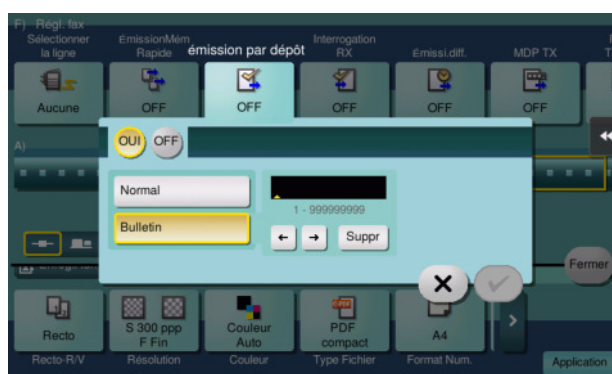 F) Régl. fax
Sélectionner
la ligne
ÉmissionMém
Rapide
émission par dépôt
Interrogation
RX
Émissi.diff.
MDP TX
Aucune
OFF
OFF
OFF
OFF
OFF
A)
OUI
OFF
Normal
Bulletin
1 - 999999999
←
→
Suppr
Fermer
Recto
S 300 ppp
F Fin
Couleur
Auto
PDF
compact
A4
Recto-R/V
Résolution
Couleur
Type Fichier
Format Num.
Application